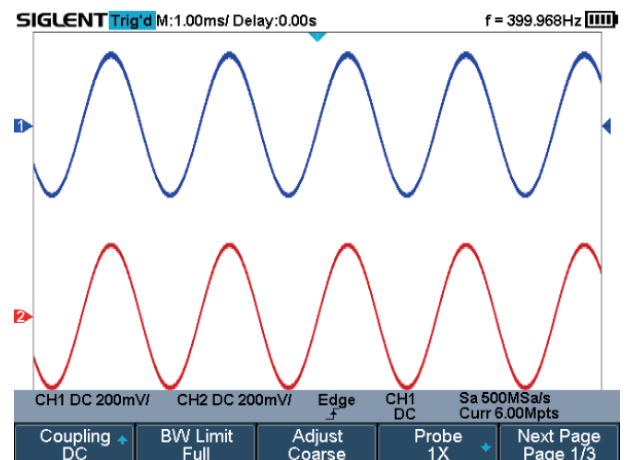 SIGLENT Trig'd M:1.00ms/ Delay:0.00s f = 399.968Hz
1
2
CH1 DC 200mV/ CH2 DC 200mV/ Edge CH1 Sa 500MSa/s
DC Curr 6.00Mpts
Coupling BW Limit Adjust Probe Next Page
DC Full Coarse 1X Page 1/3